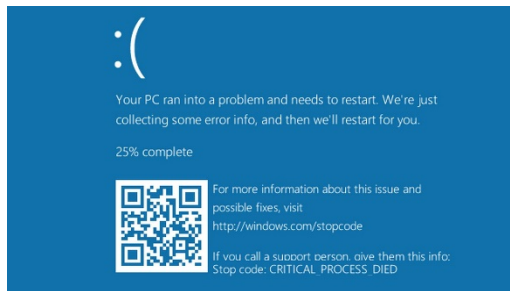 :(
Your PC ran into a problem and needs to restart. We're just
collecting some error info, and then we'll restart for you.
25% complete
For more information about this issue and
possible fixes, visit
http://windows.com/stopcode
If you call a support person, give them this info:
Stop code: CRITICAL_PROCESS_DIED